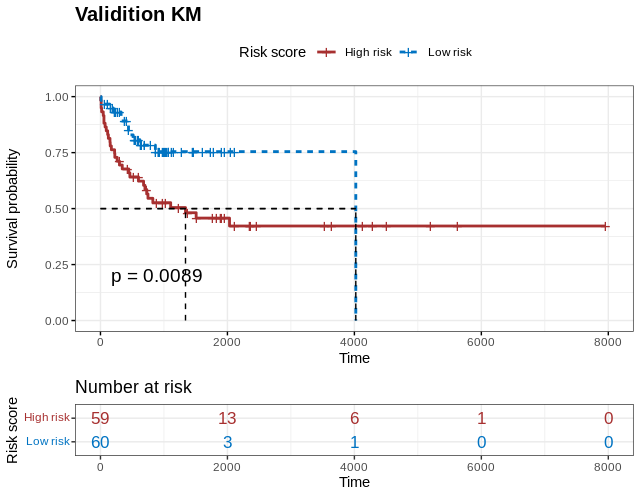 Validition KM
Risk score High risk Low risk
Survival probability
1.00
0.75
0.50
0.25
0.00
p = 0.0089
0 2000 4000 6000 8000
Time
Number at risk
Risk score
High risk 59 13 6 1 0
Low risk 60 3 1 0 0
0 2000 4000 6000 8000
Time